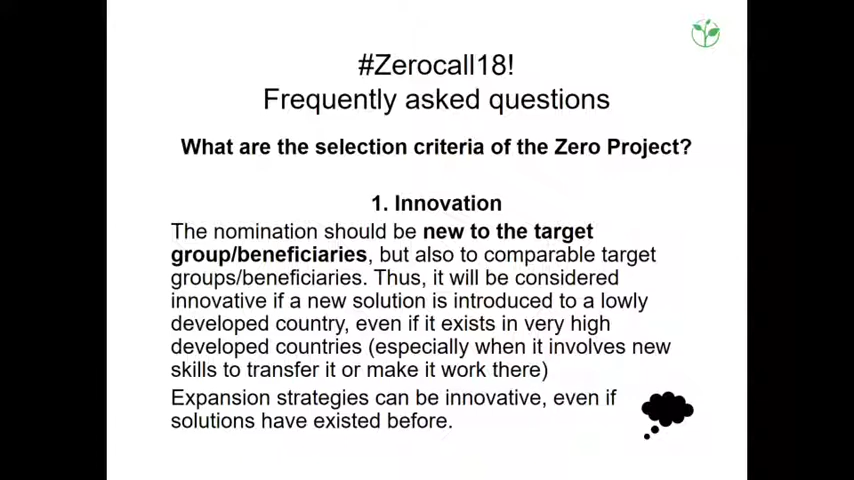 #Zerocall18!
Frequently asked questions
What are the selection criteria of the Zero Project?
1. Innovation
The nomination should be new to the target
group/beneficiaries, but also to comparable target
groups/beneficiaries. Thus, it will be considered
innovative if a new solution is introduced to a lowly
developed country, even if it exists in very high
developed countries (especially when it involves new
skills to transfer it or make it work there)
Expansion strategies can be innovative, even if
solutions have existed before.